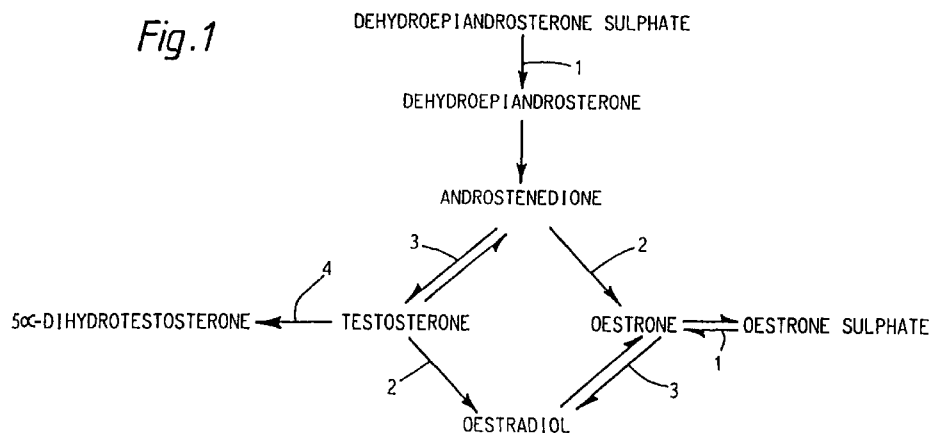 Fig.1
DEHYDROEPIANDROSTERONE SULPHATE
1
DEHYDROEPIANDROSTERONE
ANDROSTENEDIONE
3
2
4
5α-DIHYDROTESTOSTERONE
TESTOSTERONE
OESTRONE
OESTRONE SULPHATE
1
2
3
OESTRADIOL